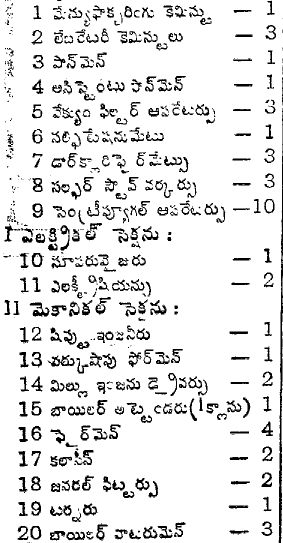 1 మేన్యుఫాక్చరింగు కెమిస్టు — 1
2 లేబరేటరీ కెమిస్టులు — 3
3 పాన్‌మెన్ — 1
4 అసిస్టెంటు పాన్‌మెన్ — 1
5 వేక్యుం ఫిల్టర్ ఆపరేటర్సు — 3
6 సల్ఫిటేషనుమేటు — 1
7 డార్‌క్లారిఫైర్‌మేట్సు — 3
8 సల్ఫర్ స్టౌవ్ వర్కర్సు — 3
9 సెంట్రీఫ్యూగల్ ఆపరేటర్సు —10
I ఎలక్ట్రికల్ సెక్షను :
10 సూపరువైజరు — 1
11 ఎలక్ట్రీషియన్సు — 2
II మెకానికల్ సెక్షను :
12 షిప్టుఇంజనీరు — 1
13 వర్కుషాపు ఫోర్‌మెన్ — 1
14 మిల్లు ఇంజను డ్రైవర్సు — 2
15 బాయిలర్ అట్టెండరు(1క్లాసు) 1
16 ఫైర్‌మెన్ — 4
17 కలాసీస్ — 2
18 జనరల్ ఫిట్టర్సు — 2
19 టర్నరు — 1
20 బాయిలర్ వాటరుమెన్ — 3